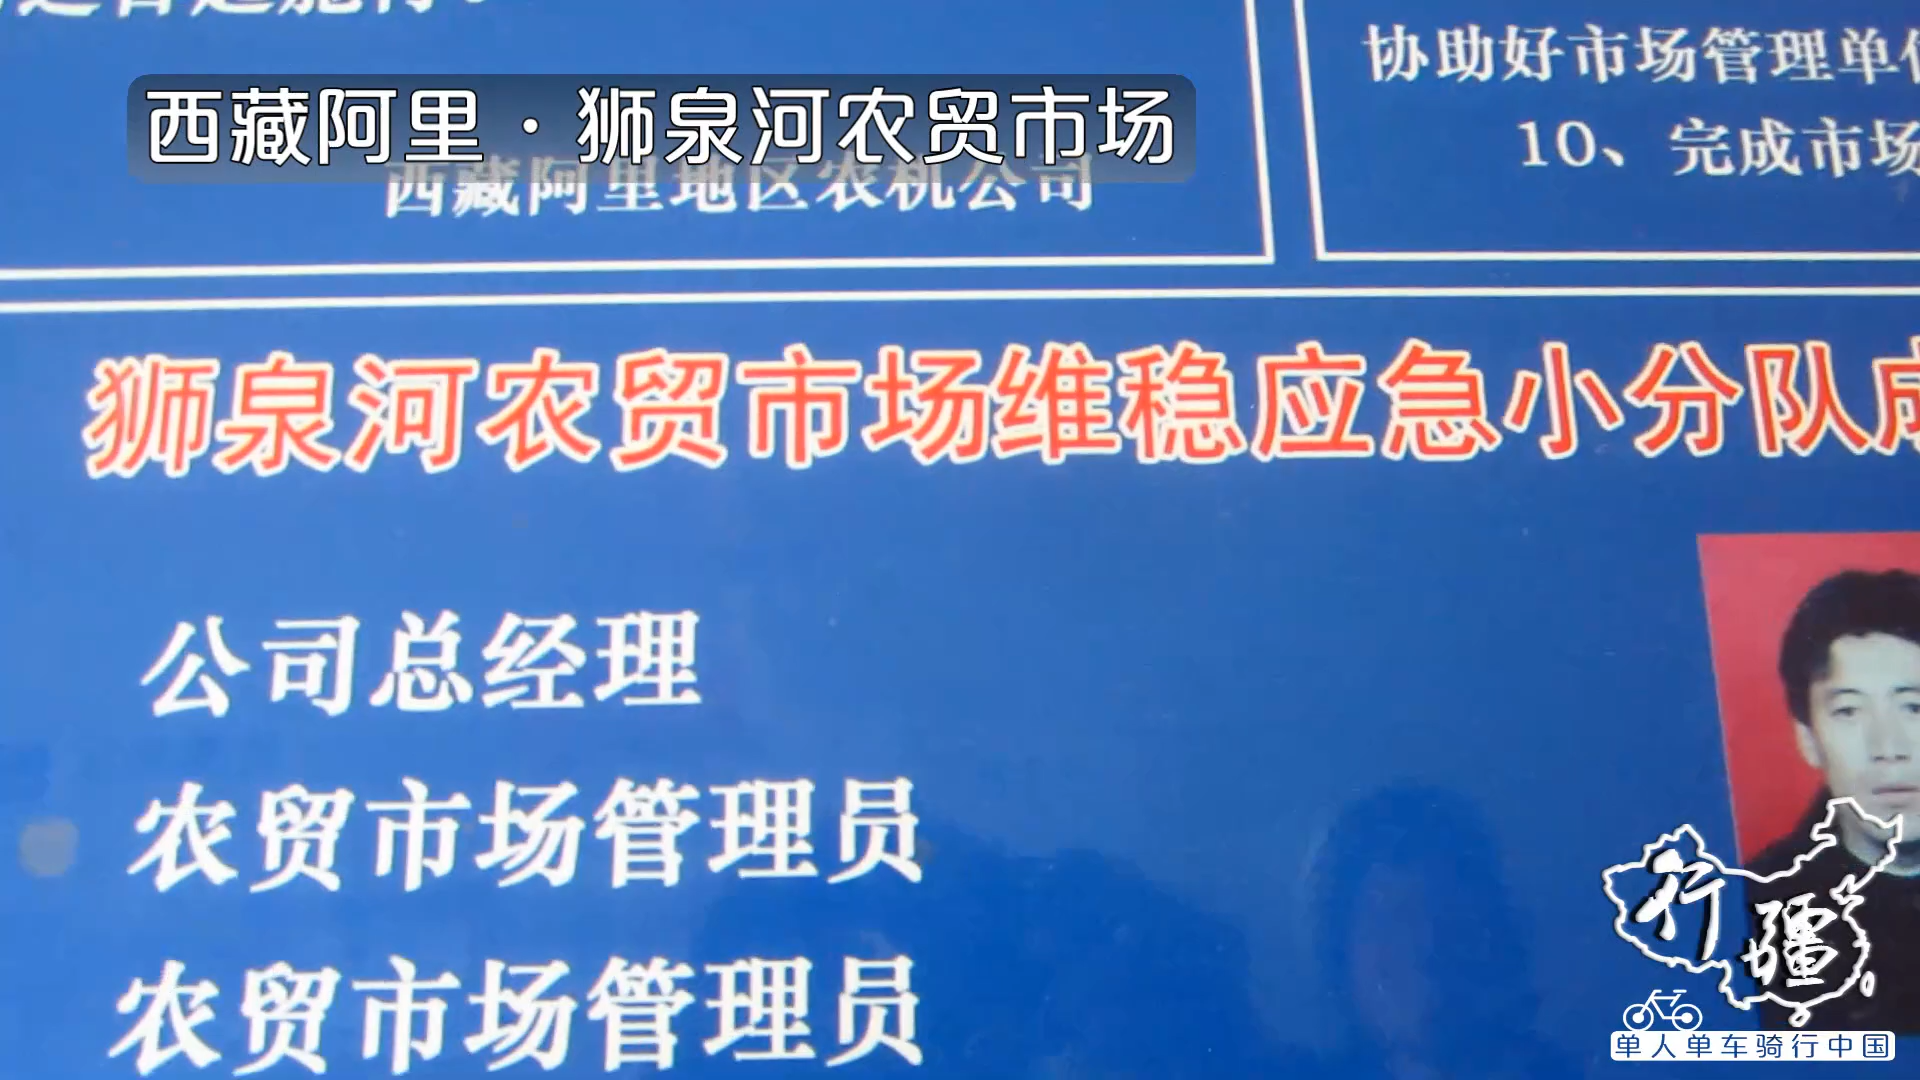 协助好市场管理单
西藏阿里·狮泉河农贸市场
10、完成市场
西藏阿里地区农机公司
狮泉河农贸市场维稳应急小分队成
公司总经理
农贸市场管理员
农贸市场管理员
行疆
单人单车骑行中国